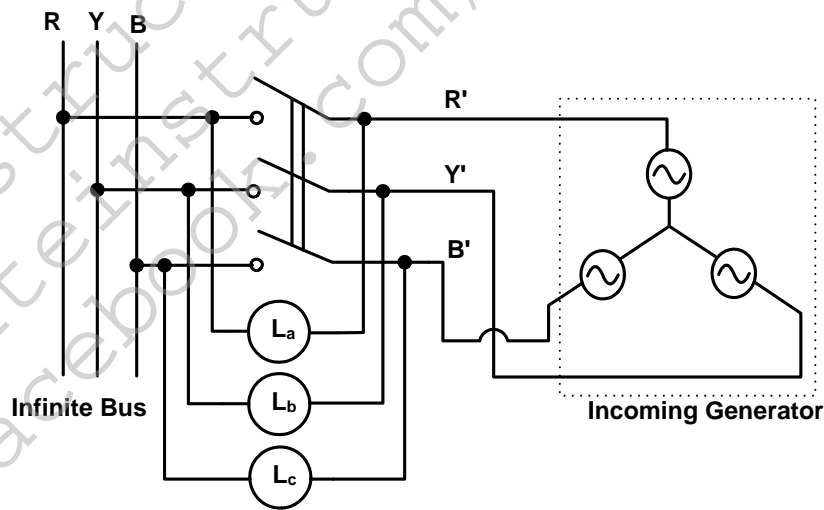 R Y B
R'
Y'
B'
La
Lb
Lc
Infinite Bus
Incoming Generator